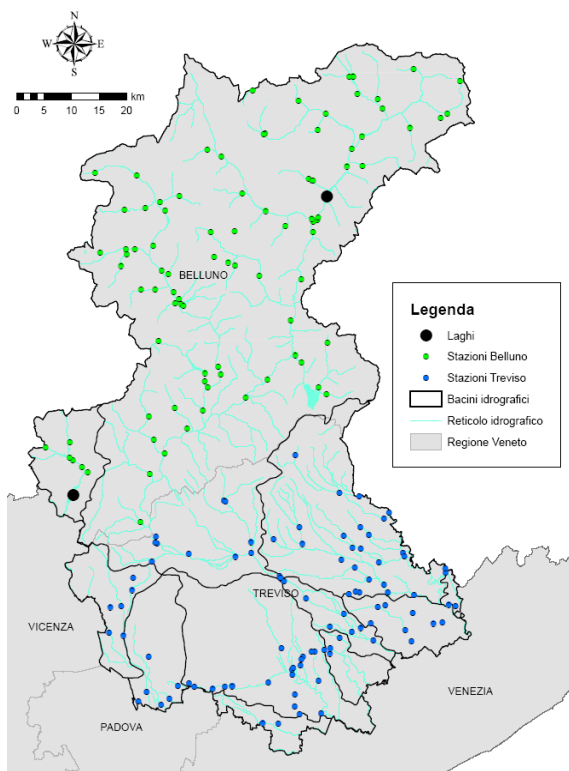 N
W E
S
km
0 5 10 20
BELLUNO
Legenda
Laghi
Stazioni Belluno
Stazioni Treviso
Bacini idrografici
Reticolo idrografico
Regione Veneto
TREVISO
VICENZA
VENEZIA
PADOVA